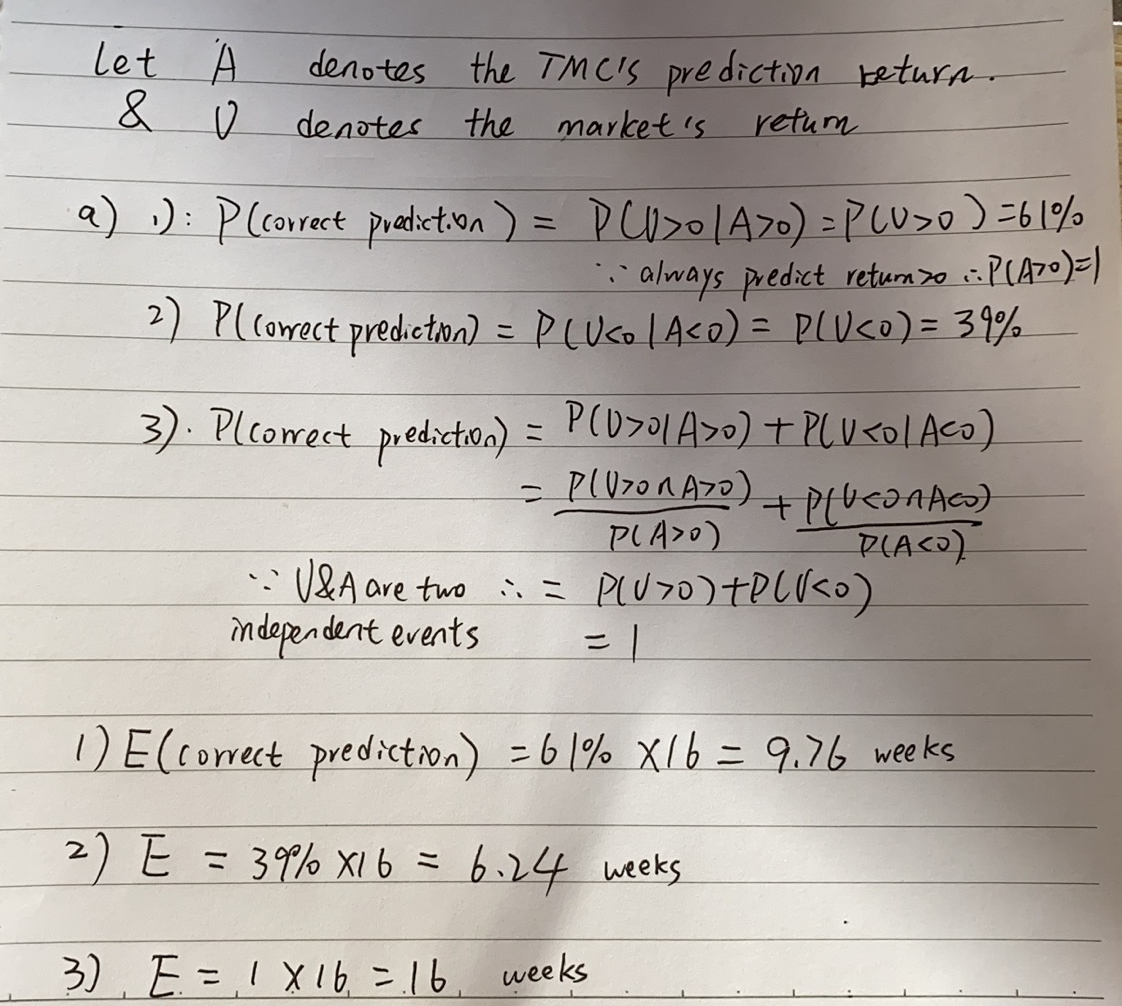 Let A denotes the TMC's prediction return.
& U denotes the market's return
a) 1): P(correct prediction) = P(U>0|A>0) = P(U>0) = 61%
∵ always predict return>0 ∴ P(A>0)=1
2) P(correct prediction) = P(U<0|A<0) = P(U<0) = 39%
3). P(correct prediction) = P(U>0|A>0) + P(U<0|A<0)
= P(U>0∩A>0)/P(A>0) + P(U<0∩A<0)/P(A<0)
∵ U&A are two ∴ = P(U>0)+P(U<0)
independent events = 1
1) E(correct prediction) = 61% ×16 = 9.76 weeks
2) E = 39% ×16 = 6.24 weeks
3) E = 1 ×16 = 16 weeks